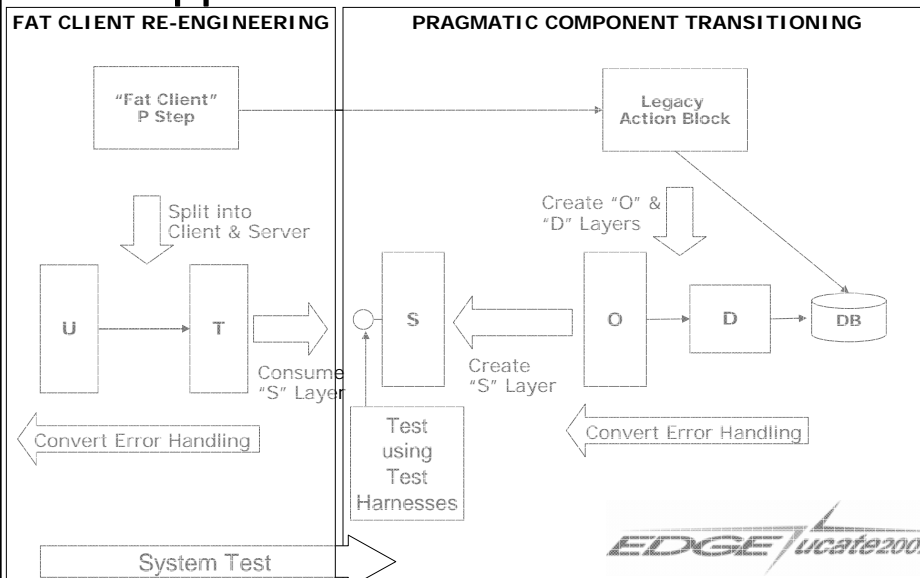 FAT CLIENT RE-ENGINEERING
PRAGMATIC COMPONENT TRANSITIONING
"Fat Client"
P Step
Legacy
Action Block
Split into
Client & Server
Create "O" &
"D" Layers
U
T
S
O
D
DB
Consume
"S" Layer
Create
"S" Layer
Convert Error Handling
Test
using
Test
Harnesses
Convert Error Handling
System Test
EDGE ucate200